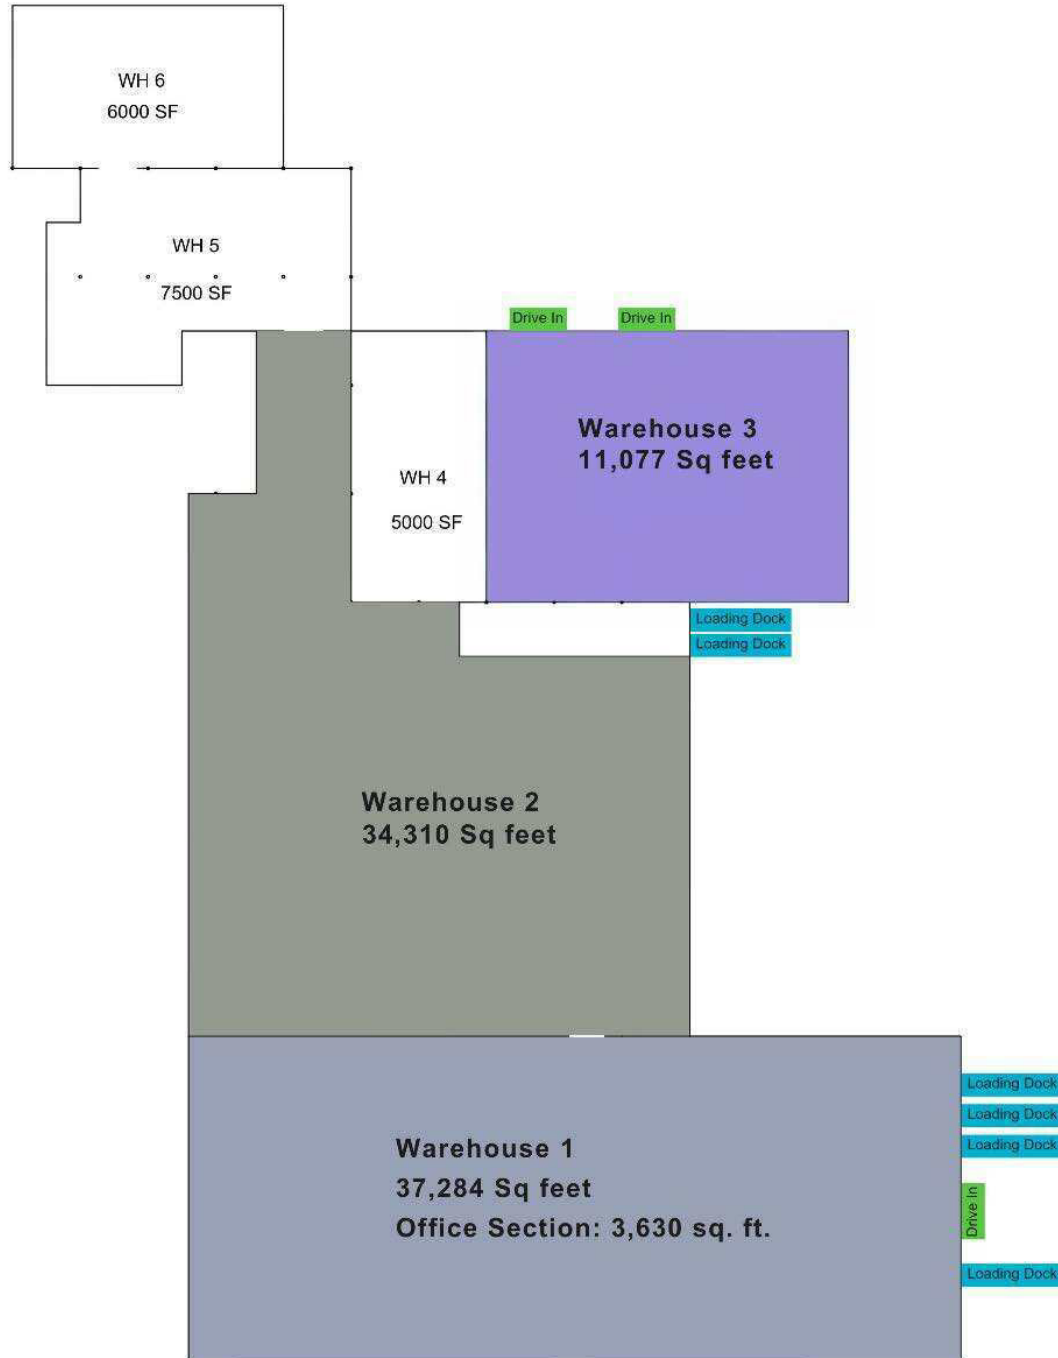 WH 6
6000 SF
WH 5
7500 SF
Drive In
Drive In
Warehouse 3
11,077 Sq feet
WH 4
5000 SF
Loading Dock
Loading Dock
Warehouse 2
34,310 Sq feet
Loading Dock
Loading Dock
Loading Dock
Warehouse 1
37,284 Sq feet
Office Section: 3,630 sq. ft.
Drive In
Loading Dock